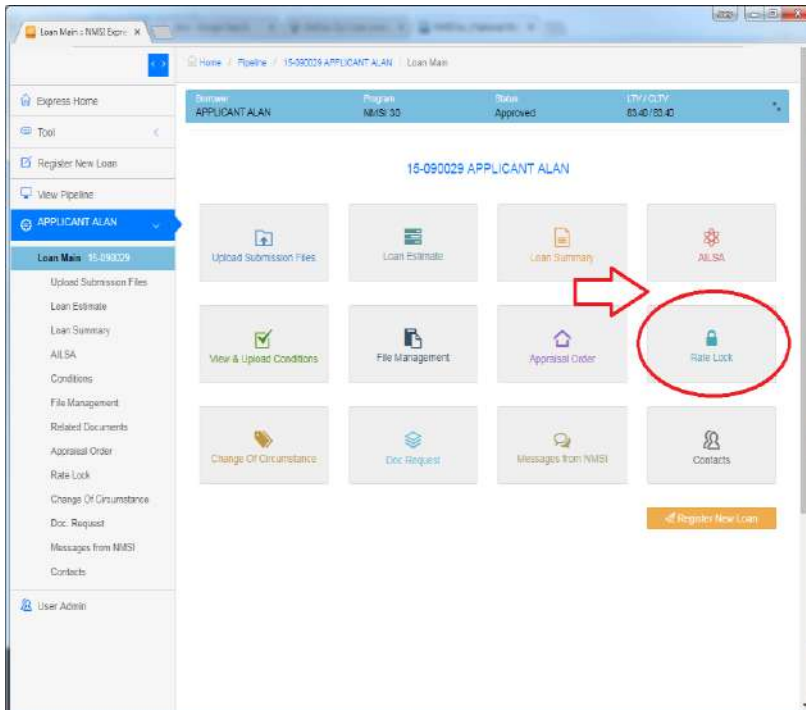 Loan Main :: NMSI Expre
Home / Pipeline / 15-090029 APPLICANT ALAN / Loan Main
Express Home
Tool
Register New Loan
View Pipeline
APPLICANT ALAN
Loan Main 15-090029
Upload Submission Files
Loan Estimate
Loan Summary
AILSA
Conditions
File Management
Related Documents
Appraisal Order
Rate Lock
Change Of Circumstance
Doc. Request
Messages from NMSI
Contacts
User Admin
Borrower Program Status LTV / CLTV
APPLICANT ALAN NMSI 30 Approved 83.40 / 83.40
15-090029 APPLICANT ALAN
Upload Submission Files
Loan Estimate
Loan Summary
AILSA
View & Upload Conditions
File Management
Appraisal Order
Rate Lock
Change Of Circumstance
Doc Request
Messages from NMSI
Contacts
Register New Loan